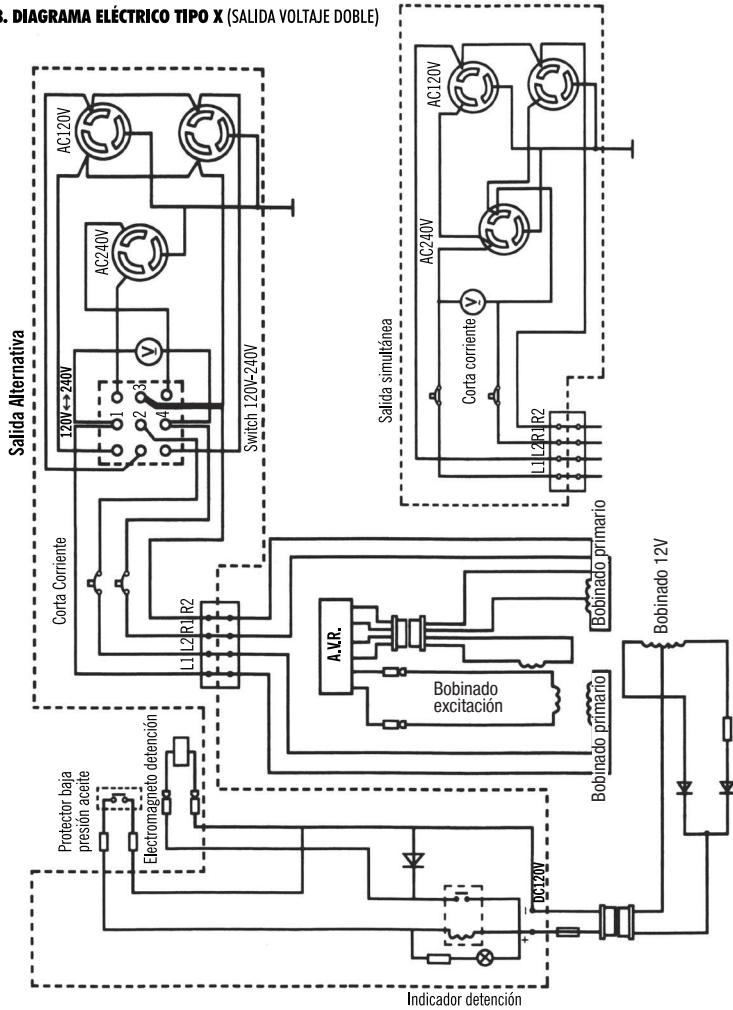 3. DIAGRAMA ELÉCTRICO TIPO X (SALIDA VOLTAJE DOBLE)
Salida Alternativa
AC120V
AC240V
120V↔240V
1
2
3
4
V
Switch 120V-240V
Corta Corriente
L1 L2 R1 R2
Salida simultánea
AC120V
AC240V
V
Corta corriente
L1 L2 R1 R2
A.V.R.
Bobinado
excitación
Bobinado primario
Bobinado primario
Bobinado 12V
Protector baja
presión aceite
Electromagneto detención
DC120V
+
-
Indicador detención